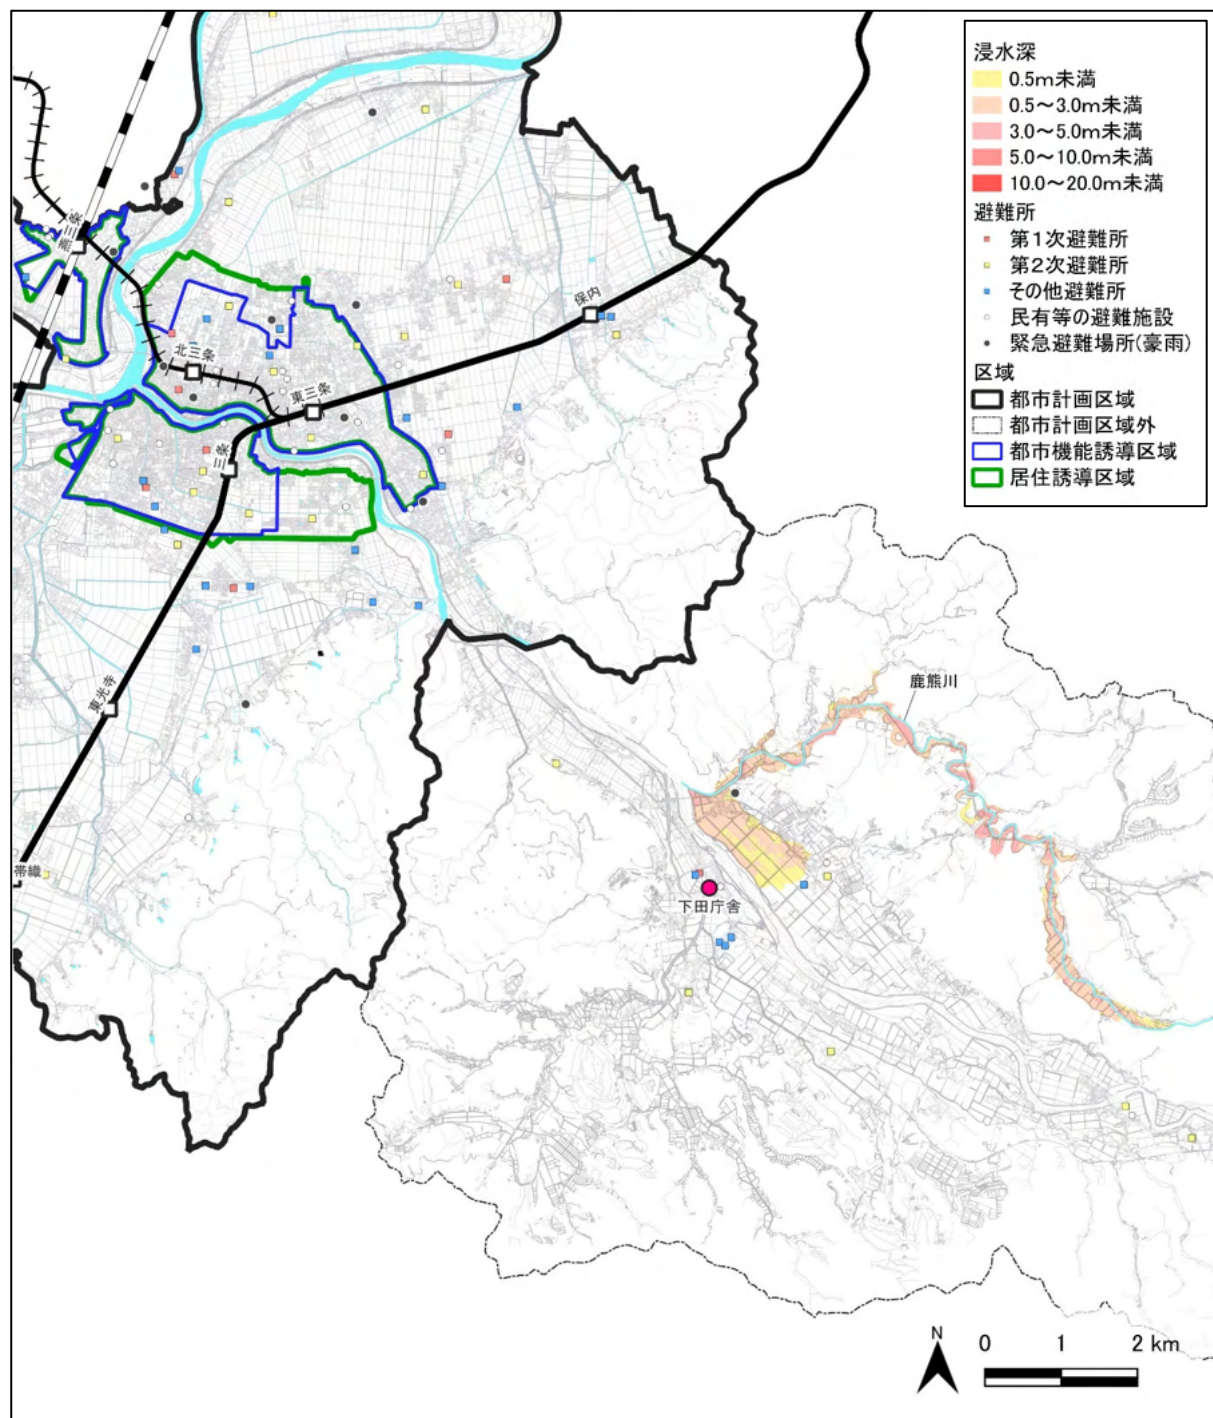 浸水深
0.5m未満
0.5～3.0m未満
3.0～5.0m未満
5.0～10.0m未満
10.0～20.0m未満
避難所
第1次避難所
第2次避難所
その他避難所
民有等の避難施設
緊急避難場所(豪雨)
区域
都市計画区域
都市計画区域外
都市機能誘導区域
居住誘導区域
燕三条
保内
北三条
東三条
三条
東光寺
鹿熊川
帯織
下田庁舎
N
0 1 2 km